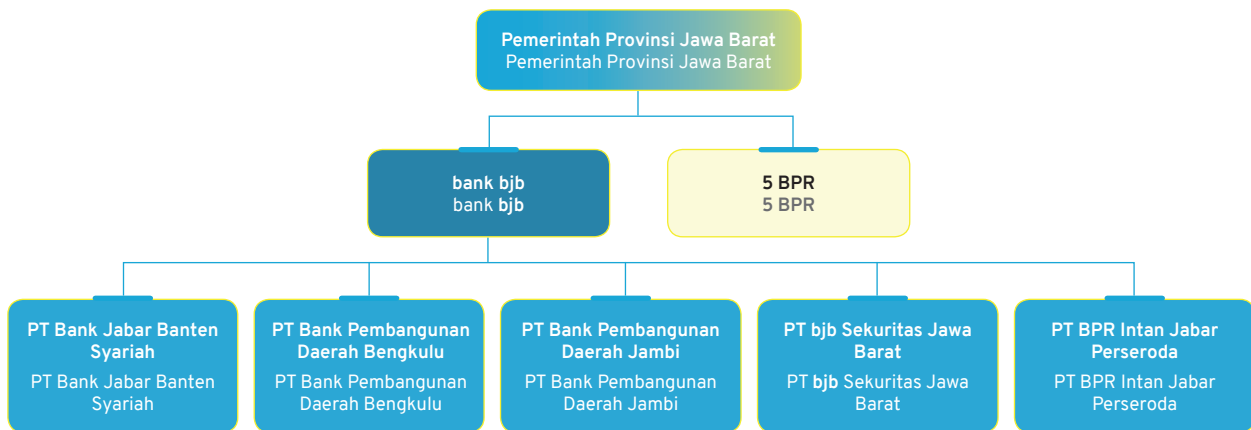 Pemerintah Provinsi Jawa Barat
Pemerintah Provinsi Jawa Barat
bank bjb
bank bjb
5 BPR
5 BPR
PT Bank Jabar Banten
Syariah
PT Bank Jabar Banten
Syariah
PT Bank Pembangunan
Daerah Bengkulu
PT Bank Pembangunan
Daerah Bengkulu
PT Bank Pembangunan
Daerah Jambi
PT Bank Pembangunan
Daerah Jambi
PT bjb Sekuritas Jawa
Barat
PT bjb Sekuritas Jawa
Barat
PT BPR Intan Jabar
Perseroda
PT BPR Intan Jabar
Perseroda